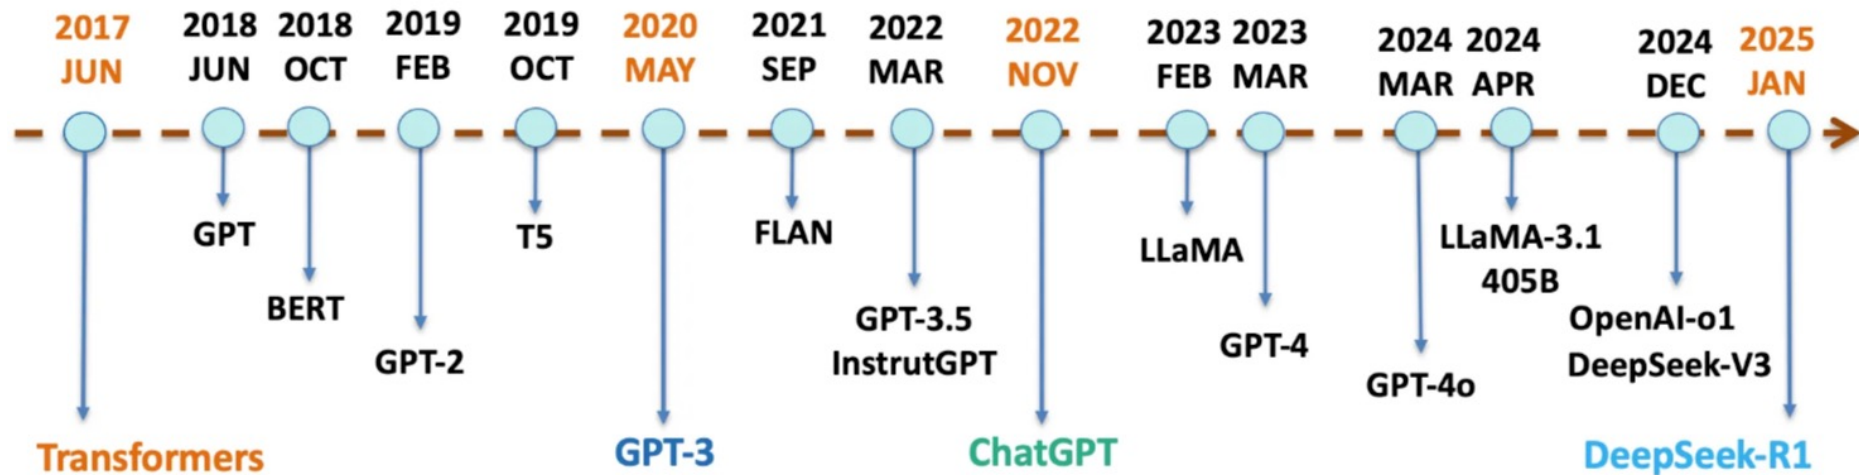 2017
JUN
2018
JUN
2018
OCT
2019
FEB
2019
OCT
2020
MAY
2021
SEP
2022
MAR
2022
NOV
2023
FEB
2023
MAR
2024
MAR
2024
APR
2024
DEC
2025
JAN
Transformers
GPT
BERT
GPT-2
T5
GPT-3
FLAN
GPT-3.5
InstrutGPT
ChatGPT
LLaMA
GPT-4
GPT-4o
LLaMA-3.1
405B
OpenAI-o1
DeepSeek-V3
DeepSeek-R1